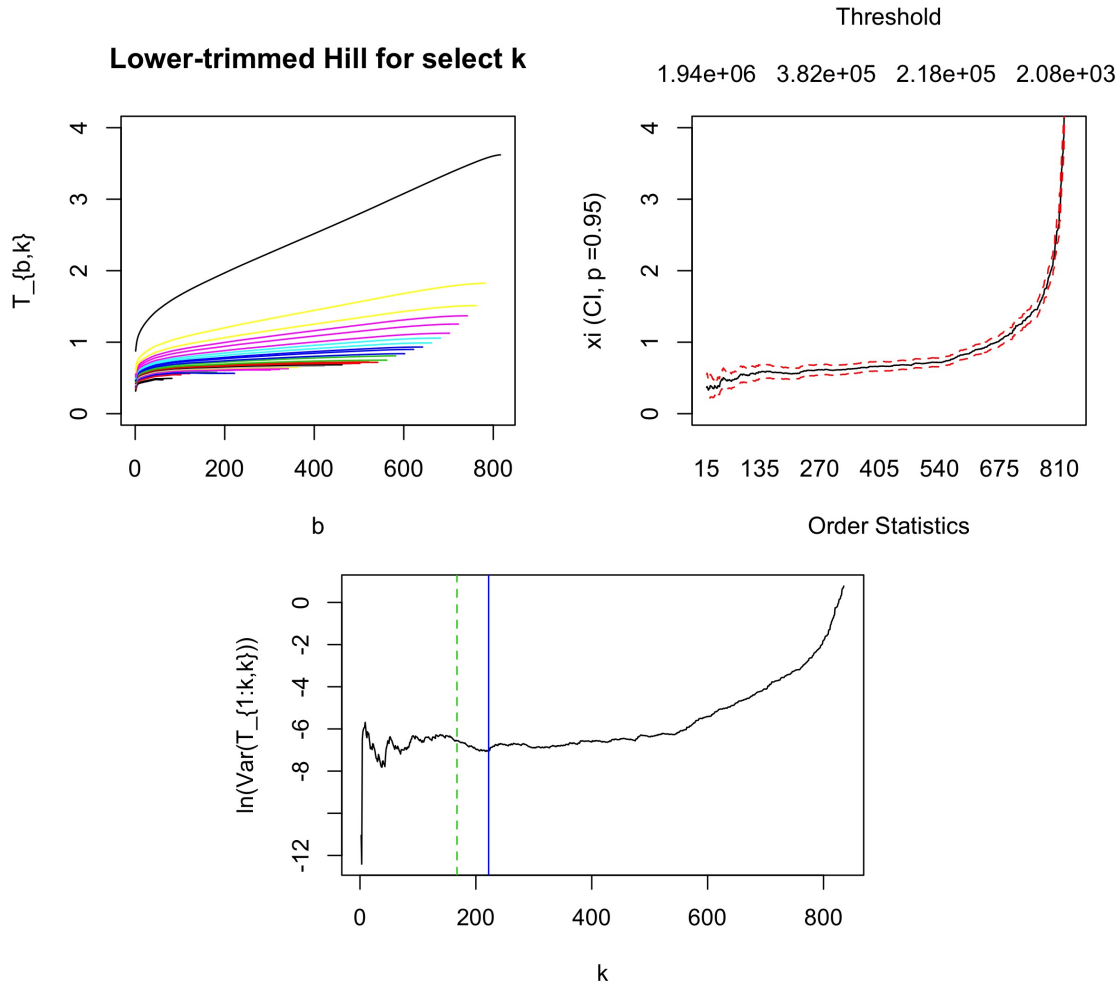 Lower-trimmed Hill for select k
T_{b,k}
4
3
2
1
0
0 200 400 600 800
b
Threshold
1.94e+06 3.82e+05 2.18e+05 2.08e+03
xi (CI, p =0.95)
4
3
2
1
0
15 135 270 405 540 675 810
Order Statistics
ln(Var(T_{1:k,k}))
0
-2
-4
-6
-8
-12
0 200 400 600 800
k